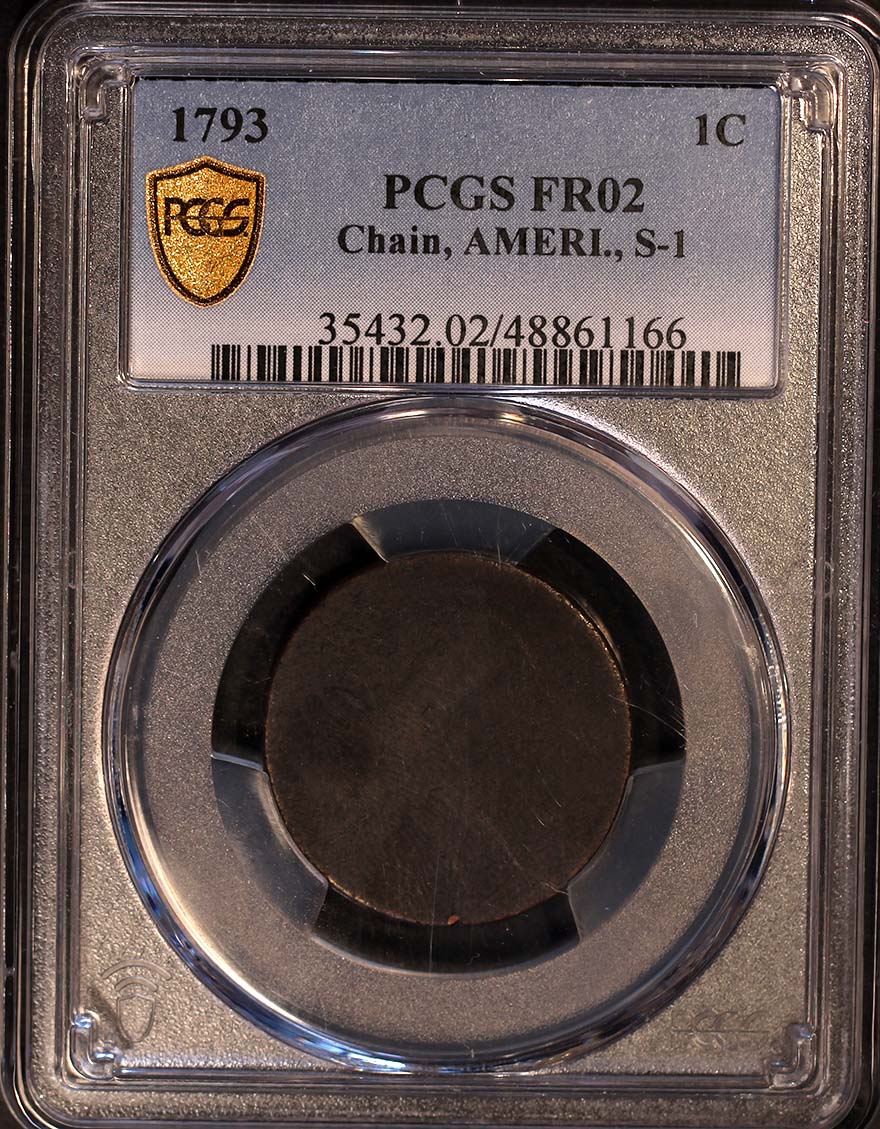 1793 1C
PCGS
PCGS FR02
Chain, AMERI., S-1
35432.02/48861166